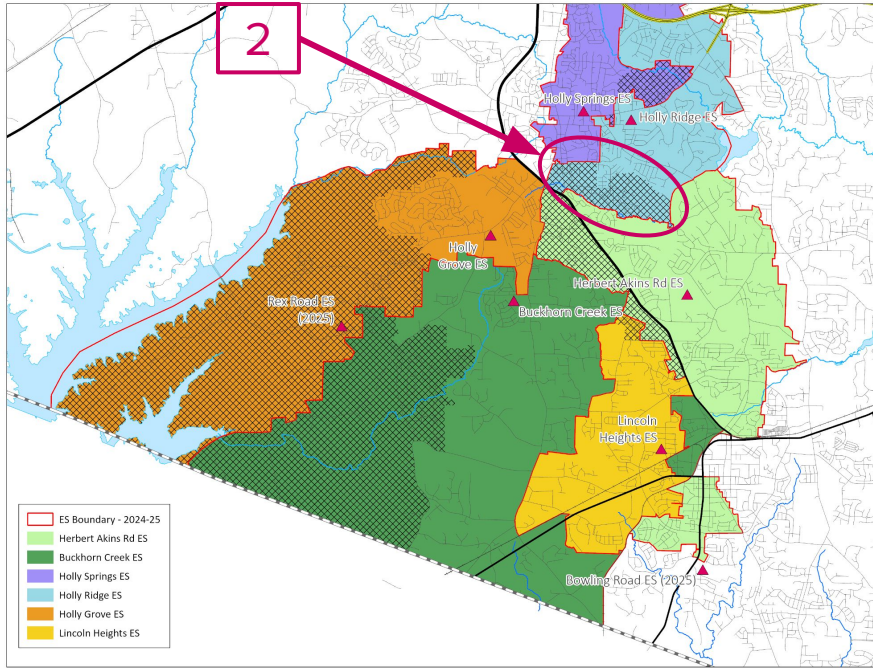 2
Holly Springs ES
Holly Ridge ES
Holly
Grove ES
Herbert Akins Rd ES
Rex Road ES
(2025)
Buckhorn Creek ES
Lincoln
Heights ES
Bowling Road ES (2025)
ES Boundary - 2024-25
Herbert Akins Rd ES
Buckhorn Creek ES
Holly Springs ES
Holly Ridge ES
Holly Grove ES
Lincoln Heights ES